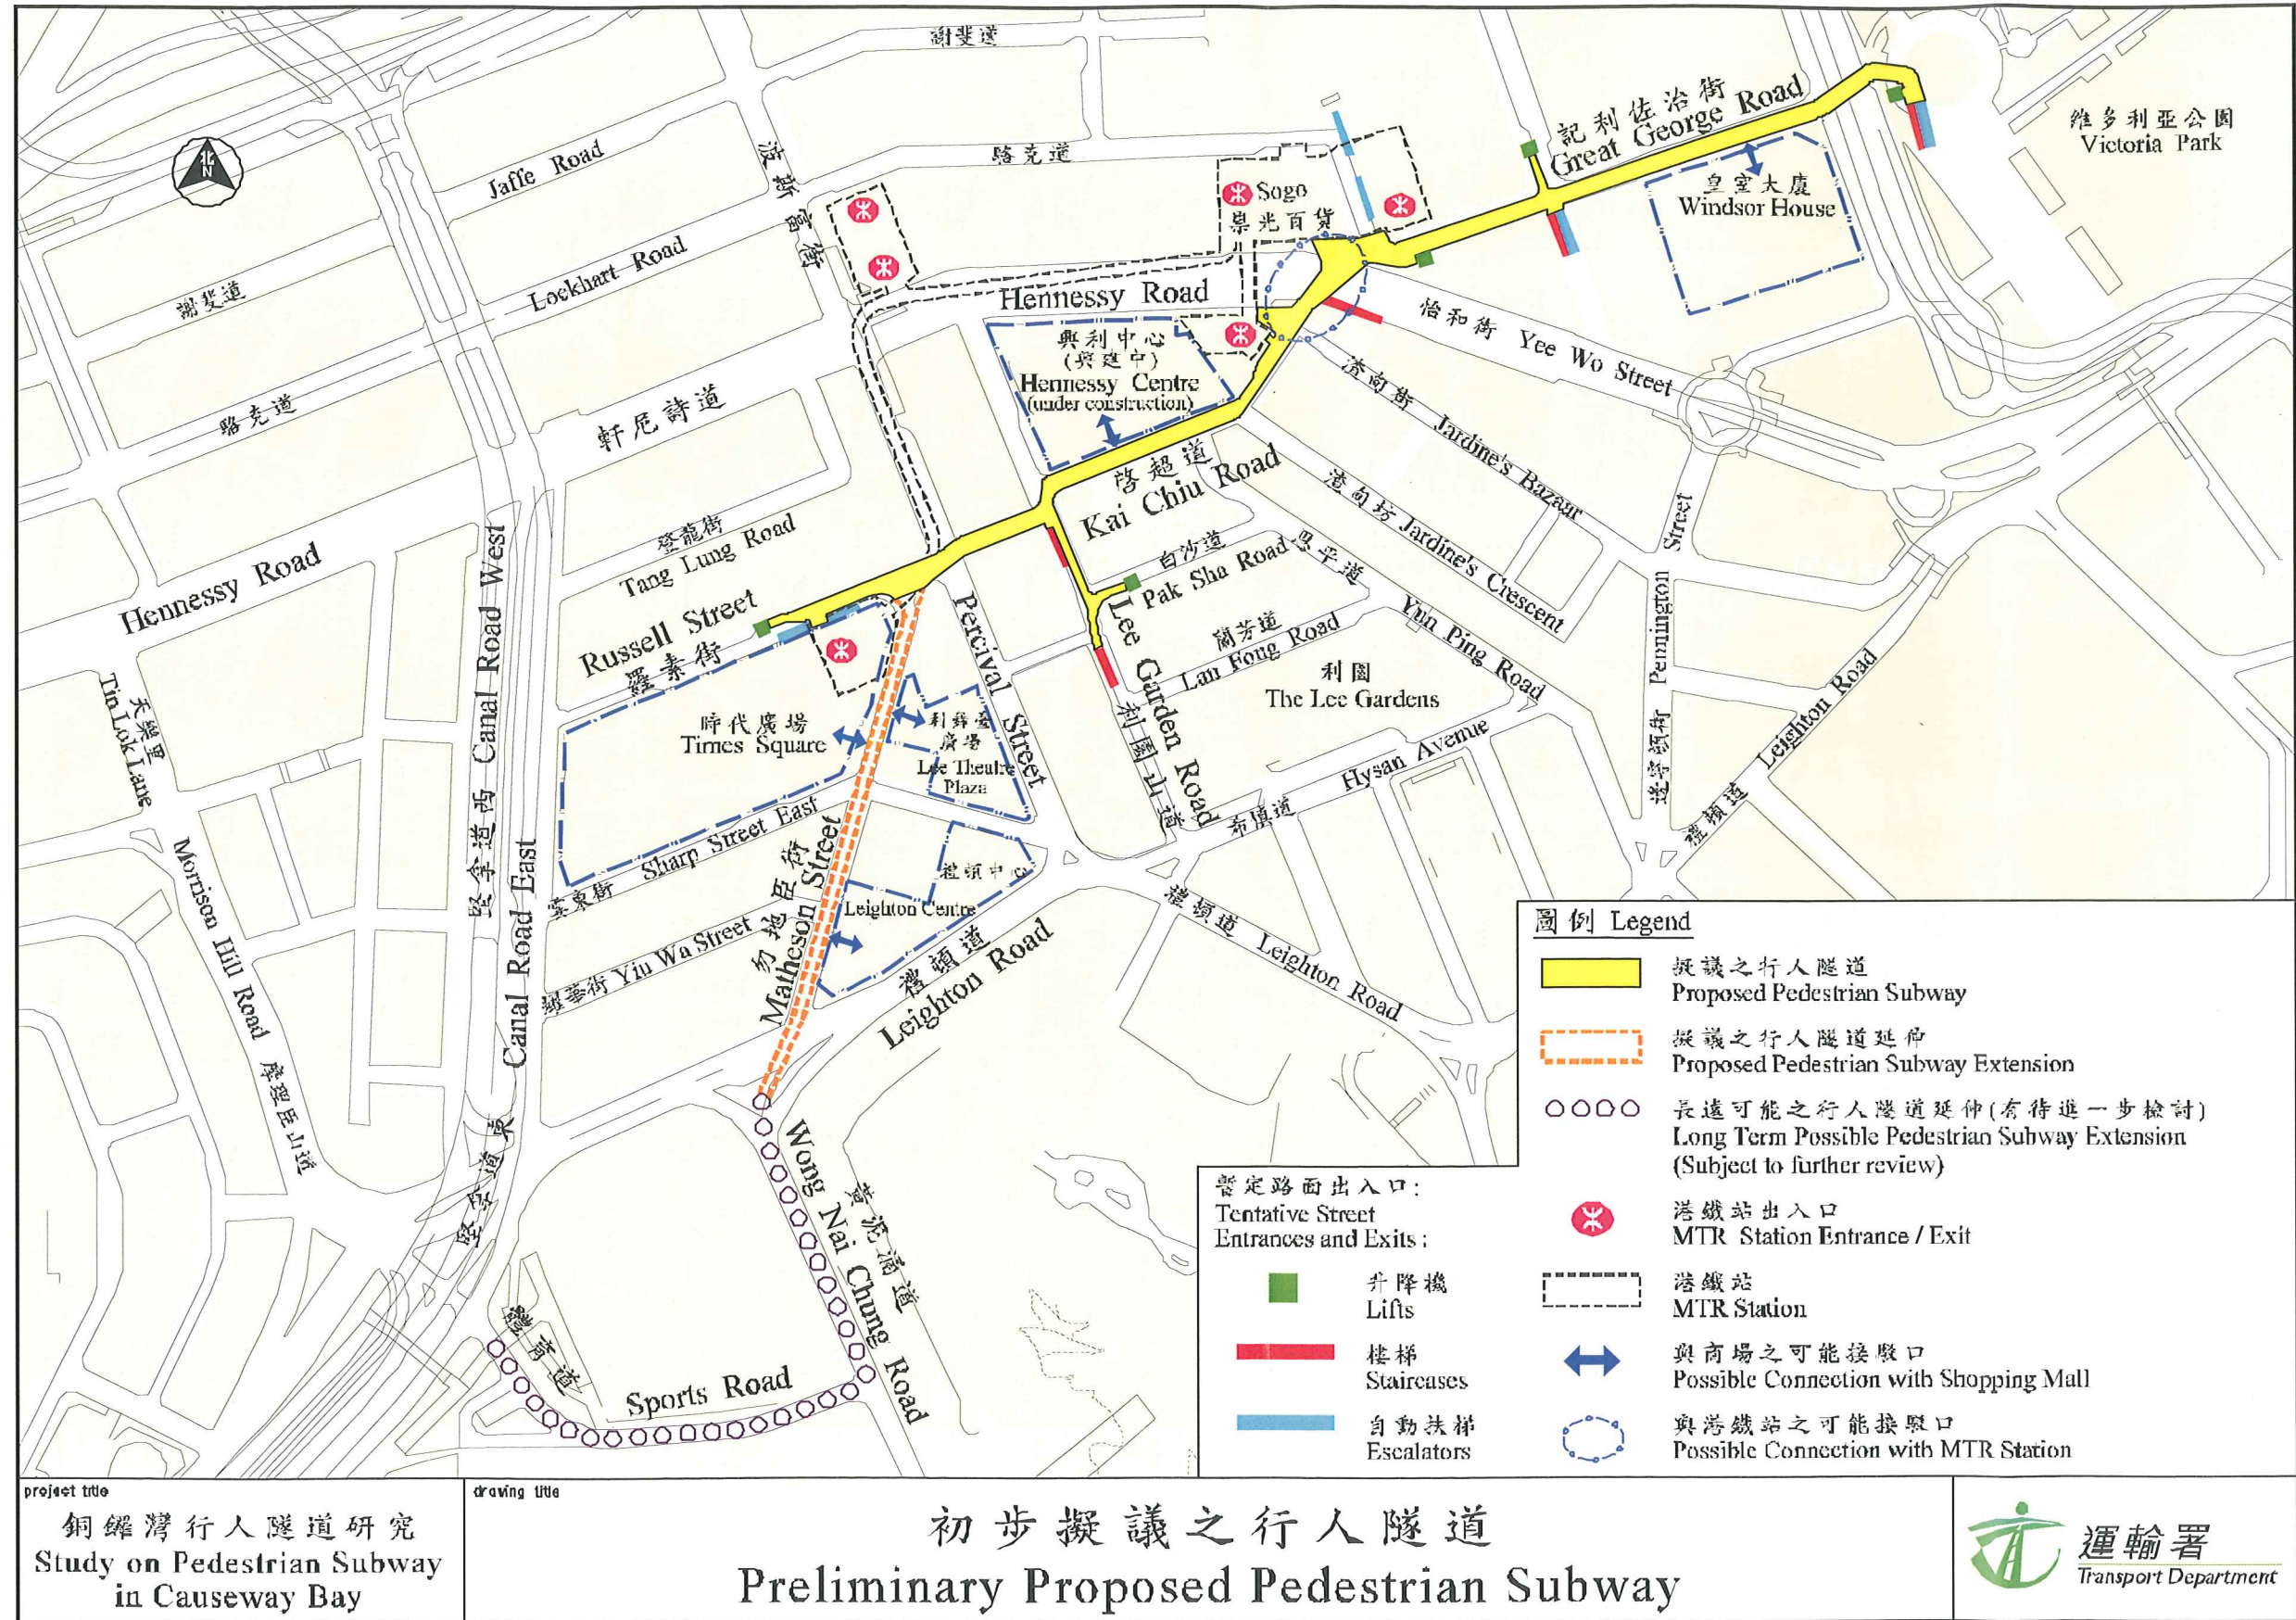 謝斐道
記利佐治街
Great George Road
維多利亞公園
Victoria Park
北
N
Jaffe Road
波斯富街
駱克道
Sogo
崇光百貨
皇室大廈
Windsor House
謝斐道
Lockhart Road
Hennessy Road
怡和街 Yee Wo Street
興利中心
(興建中)
Hennessy Centre
(under construction)
渣甸街 Jardine's Bazaar
駱克道
軒尼詩道
啓超道
Kai Chiu Road
渣甸坊 Jardine's Crescent
登龍街
Tang Lung Road
白沙道
Pak Sha Road
恩平道
Yun Ping Road
Hennessy Road
Canal Road West
堅拿道西
Russell Street
羅素街
Percival Street
Lee Garden Road
利園山道
蘭芳道
Lan Fong Road
利園
The Lee Gardens
Pennington Street
邊寧頓街
天樂里
Tin Lok Lane
時代廣場
Times Square
利舞臺
廣場
Lee Theatre
Plaza
Hysan Avenue
希慎道
Leighton Road
禮頓道
Sharp Street East
霎東街
Matheson Street
勿地臣街
禮頓中心
Leighton Centre
Morrison Hill Road
摩理臣山道
Canal Road East
堅拿道東
耀華街 Yiu Wa Street
禮頓道
Leighton Road
禮頓道 Leighton Road
Wong Nai Chung Road
黃泥涌道
體育道
Sports Road
圖例 Legend
擬議之行人隧道
Proposed Pedestrian Subway
擬議之行人隧道延伸
Proposed Pedestrian Subway Extension
長遠可能之行人隧道延伸(有待進一步檢討)
Long Term Possible Pedestrian Subway Extension
(Subject to further review)
港鐵站出入口
MTR Station Entrance / Exit
港鐵站
MTR Station
與商場之可能接駁口
Possible Connection with Shopping Mall
與港鐵站之可能接駁口
Possible Connection with MTR Station
暫定路面出入口:
Tentative Street
Entrances and Exits :
升降機
Lifts
樓梯
Staircases
自動扶梯
Escalators
project title
銅鑼灣行人隧道研究
Study on Pedestrian Subway
in Causeway Bay
drawing title
初步擬議之行人隧道
Preliminary Proposed Pedestrian Subway
運輸署
Transport Department